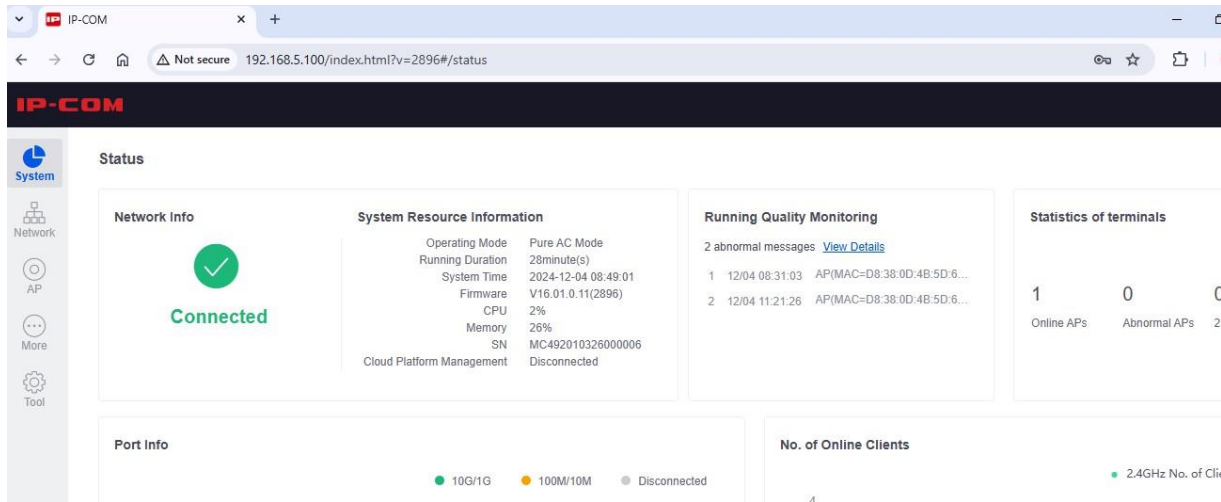 IP-COM
Not secure 192.168.5.100/index.html?v=2896#/status
IP-COM
System
Network
AP
More
Tool
Status
Network Info
Connected
System Resource Information
Operating Mode Pure AC Mode
Running Duration 28minute(s)
System Time 2024-12-04 08:49:01
Firmware V16.01.0.11(2896)
CPU 2%
Memory 26%
SN MC492010326000006
Cloud Platform Management Disconnected
Running Quality Monitoring
2 abnormal messages View Details
1 12/04 08:31:03 AP(MAC=D8:38:0D:4B:5D:6...
2 12/04 11:21:26 AP(MAC=D8:38:0D:4B:5D:6...
Statistics of terminals
1 0
Online APs Abnormal APs 2
Port Info
10G/1G 100M/10M Disconnected
No. of Online Clients
2.4GHz No. of Clie